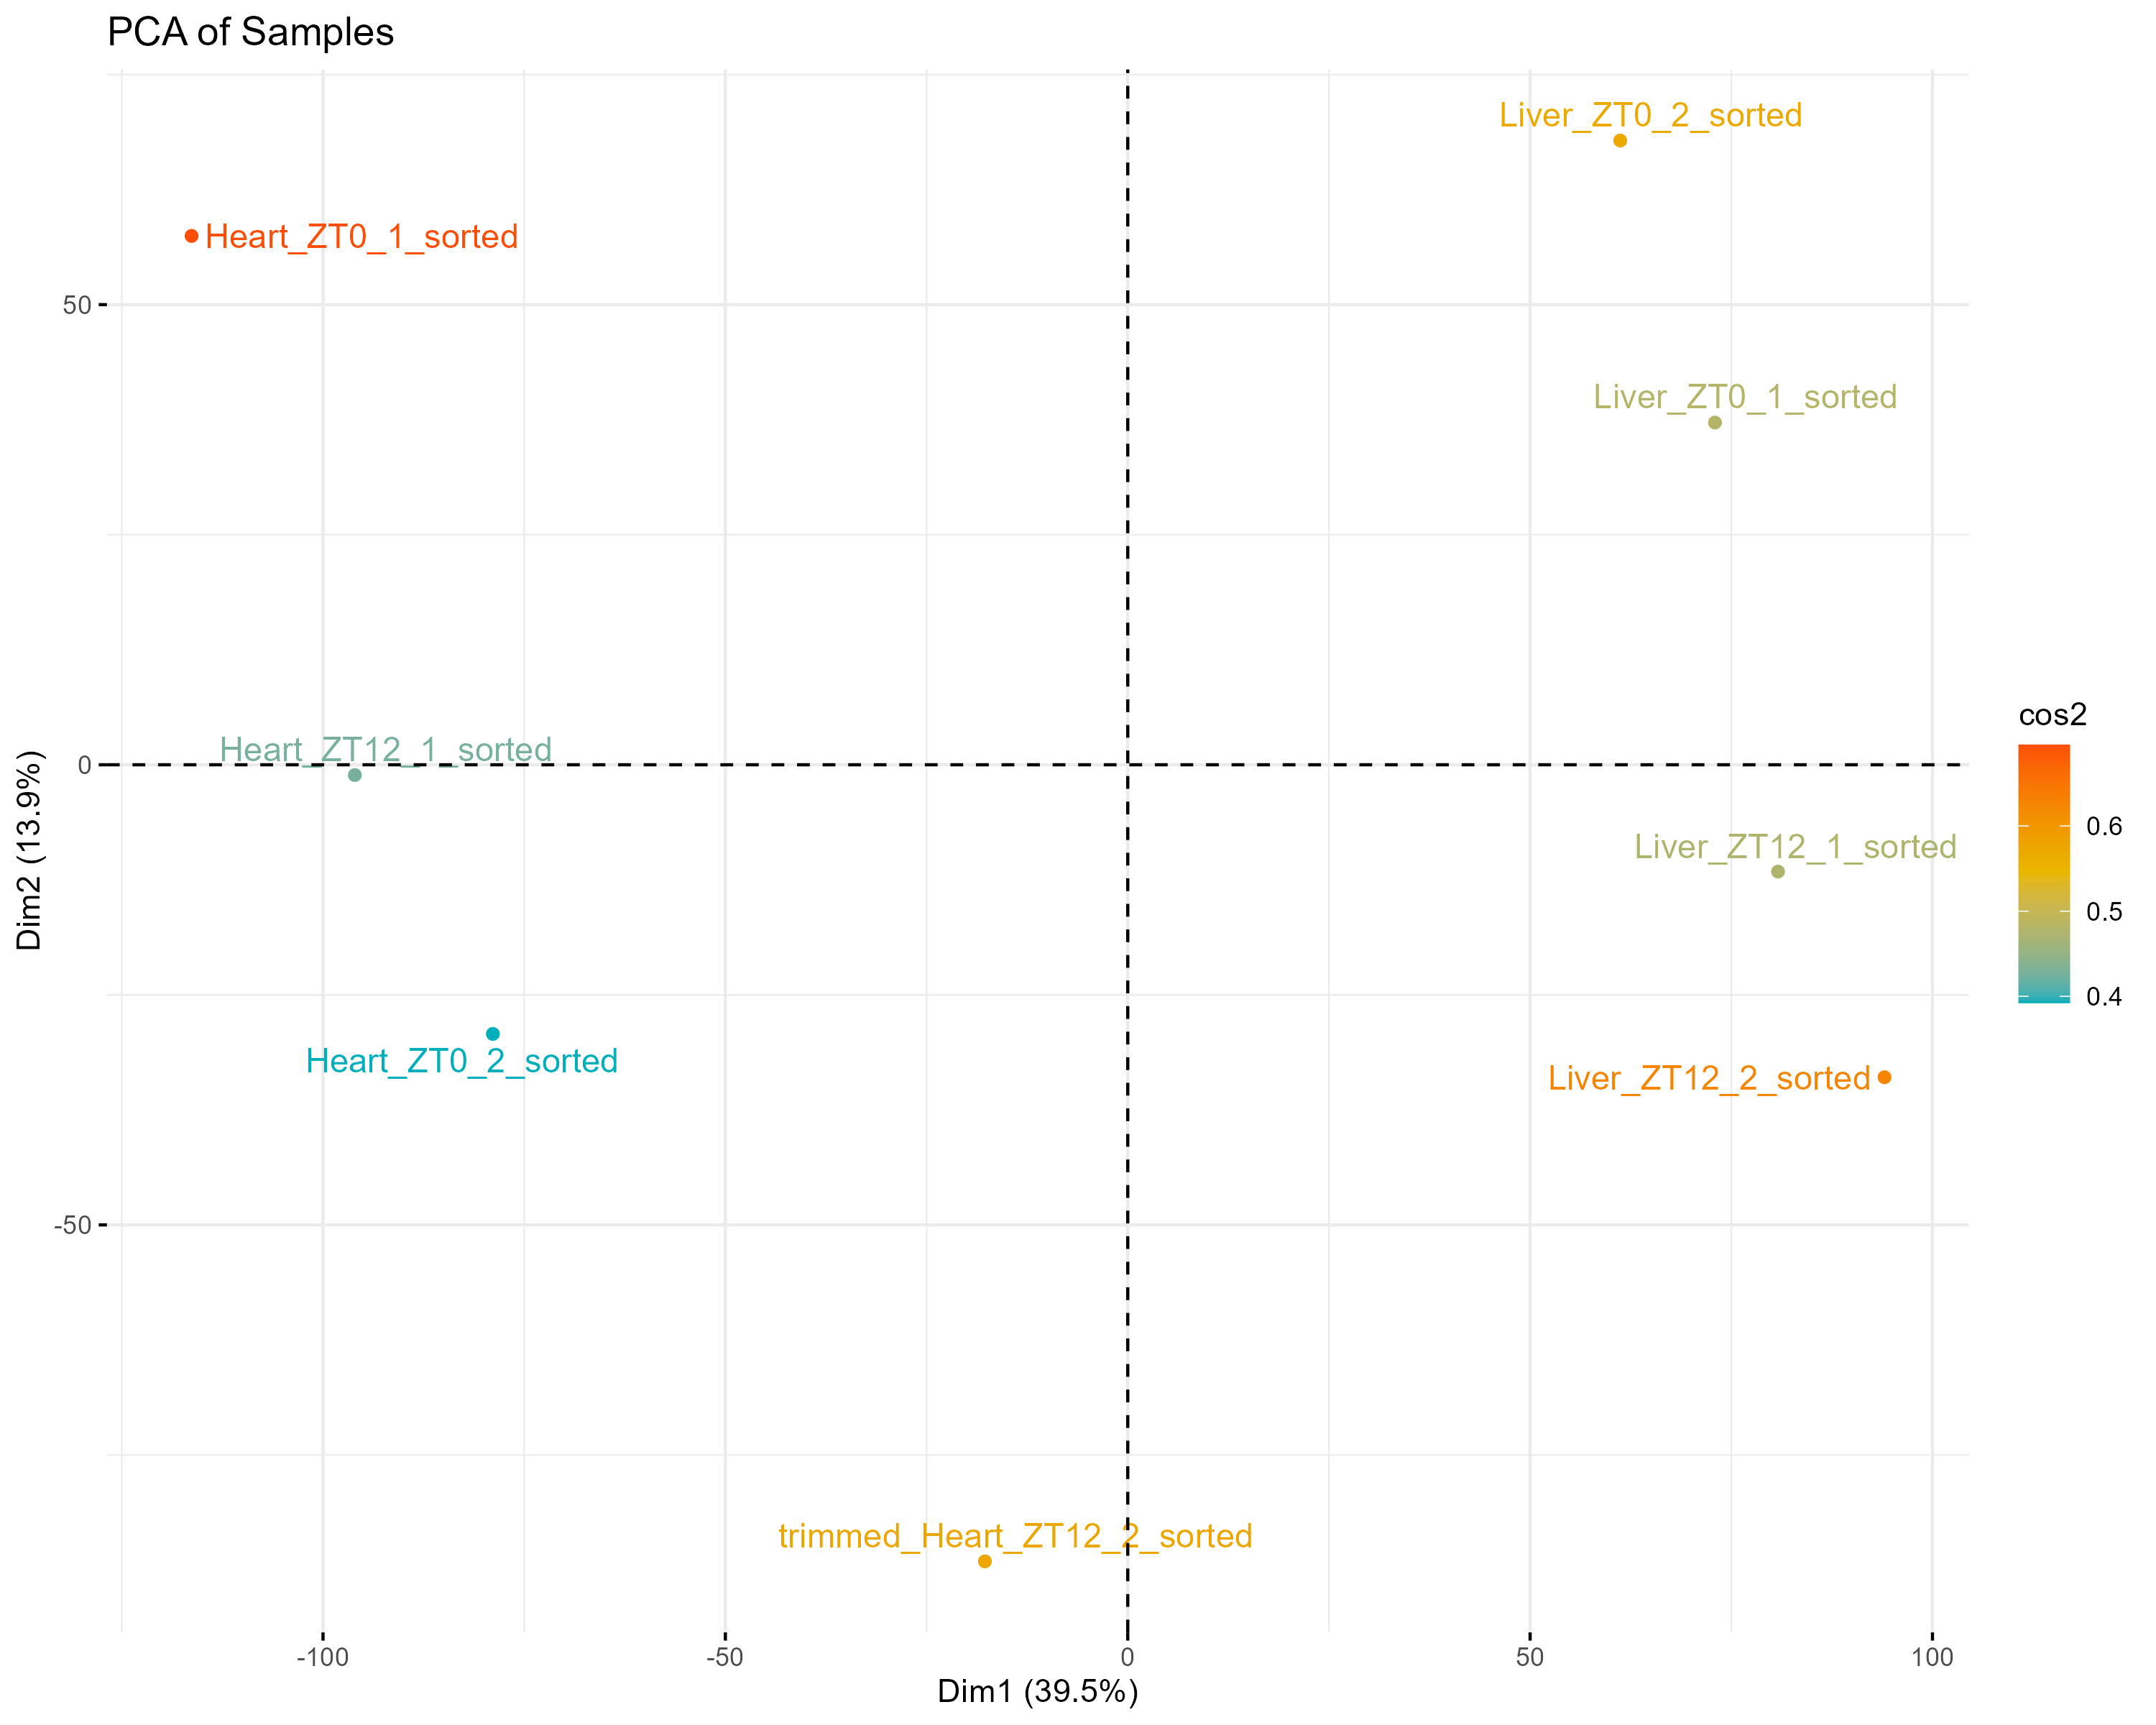 PCA of Samples
Liver_ZT0_2_sorted
Heart_ZT0_1_sorted
50
Liver_ZT0_1_sorted
Heart_ZT12_1_sorted
0
Liver_ZT12_1_sorted
Heart_ZT0_2_sorted
Liver_ZT12_2_sorted
-50
trimmed_Heart_ZT12_2_sorted
-100
-50
0
50
100
Dim1 (39.5%)
Dim2 (13.9%)
cos2
0.6
0.5
0.4